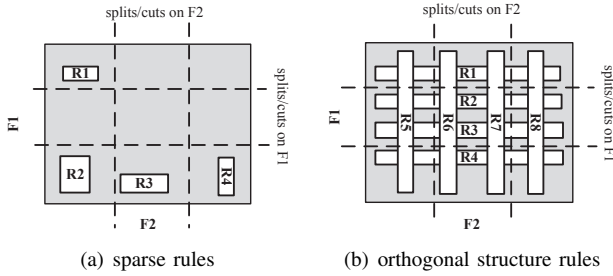 splits/cuts on F2
R1
R2
R3
R4
F1
splits/cuts on F1
F2
(a) sparse rules
splits/cuts on F2
R1
R2
R3
R4
R5
R6
R7
R8
F1
splits/cuts on F1
F2
(b) orthogonal structure rules